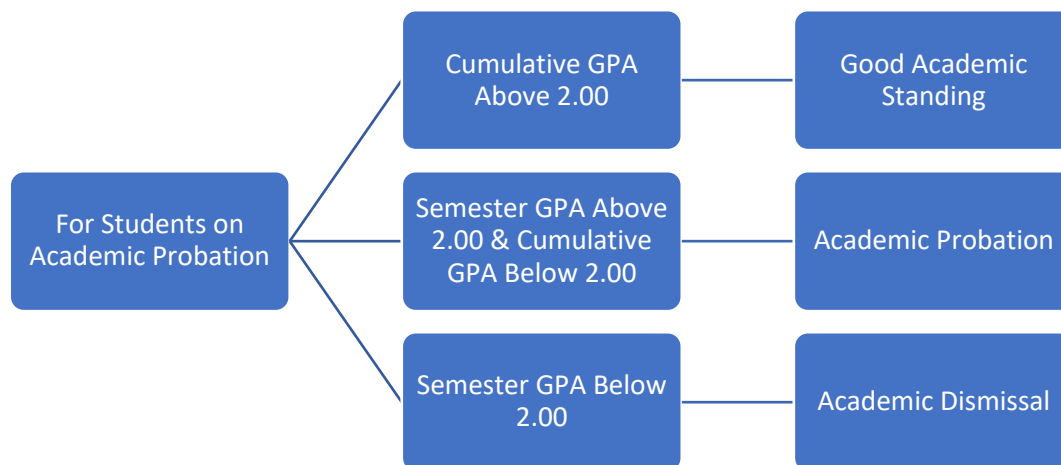 For Students on
Academic Probation
Cumulative GPA
Above 2.00
Good Academic
Standing
Semester GPA Above
2.00 & Cumulative
GPA Below 2.00
Academic Probation
Semester GPA Below
2.00
Academic Dismissal